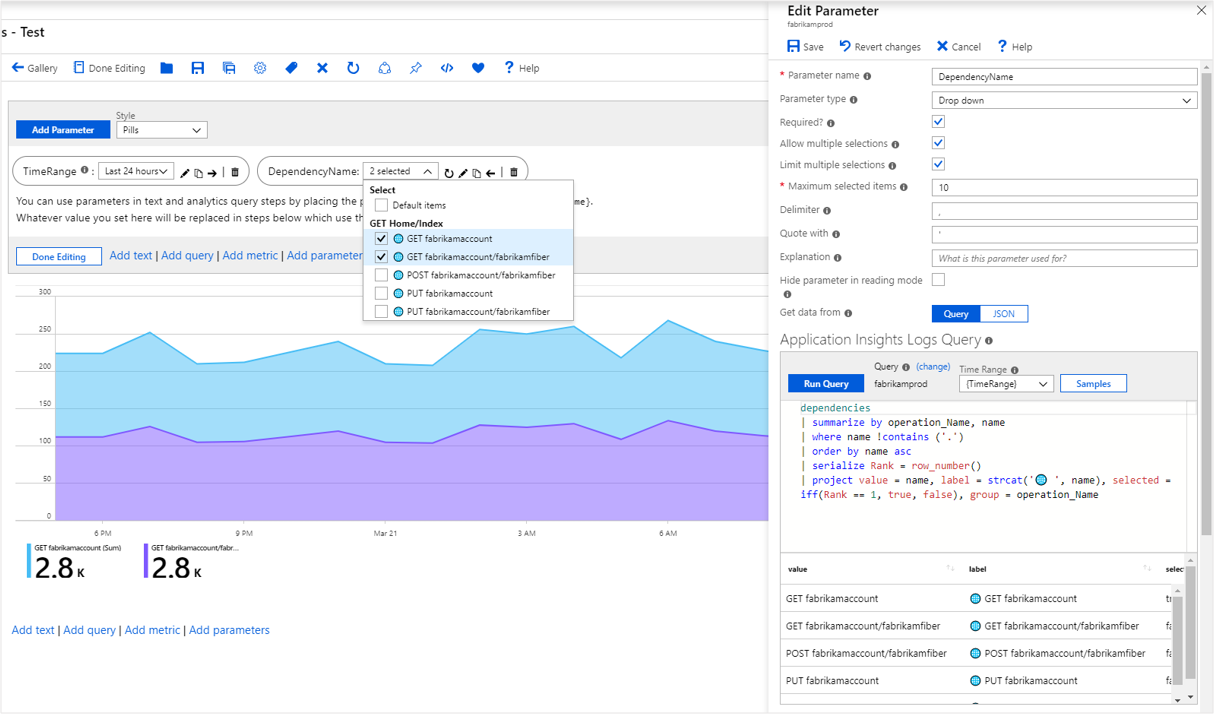 s - Test
Gallery
Done Editing
Help
Add Parameter
Style
Pills
TimeRange : Last 24 hours
DependencyName: 2 selected
You can use parameters in text and analytics query steps by placing the p
me}.
Whatever value you set here will be replaced in steps below which use th
Select
Default items
GET Home/Index
GET fabrikamaccount
GET fabrikamaccount/fabrikamfiber
POST fabrikamaccount/fabrikamfiber
PUT fabrikamaccount
PUT fabrikamaccount/fabrikamfiber
Done Editing
Add text | Add query | Add metric | Add parameter
300
250
200
150
100
50
0
6 PM
9 PM
Mar 21
3 AM
6 AM
GET fabrikamaccount (Sum)
2.8 K
GET fabrikamaccount/fabr...
2.8 K
Add text | Add query | Add metric | Add parameters
Edit Parameter
fabrikamprod
Save
Revert changes
Cancel
? Help
* Parameter name
DependencyName
Parameter type
Drop down
Required?
Allow multiple selections
Limit multiple selections
* Maximum selected items
10
Delimiter
,
Quote with
'
Explanation
What is this parameter used for?
Hide parameter in reading mode
Get data from
Query
JSON
Application Insights Logs Query
Run Query
Query (change)
fabrikamprod
Time Range
{TimeRange}
Samples
dependencies
| summarize by operation_Name, name
| where name !contains ('.')
| order by name asc
| serialize Rank = row_number()
| project value = name, label = strcat('🌐 ', name), selected =
iff(Rank == 1, true, false), group = operation_Name
value
label
selec
GET fabrikamaccount
GET fabrikamaccount
GET fabrikamaccount/fabrikamfiber
GET fabrikamaccount/fabrikamfiber
POST fabrikamaccount/fabrikamfiber
POST fabrikamaccount/fabrikamfiber
PUT fabrikamaccount
PUT fabrikamaccount